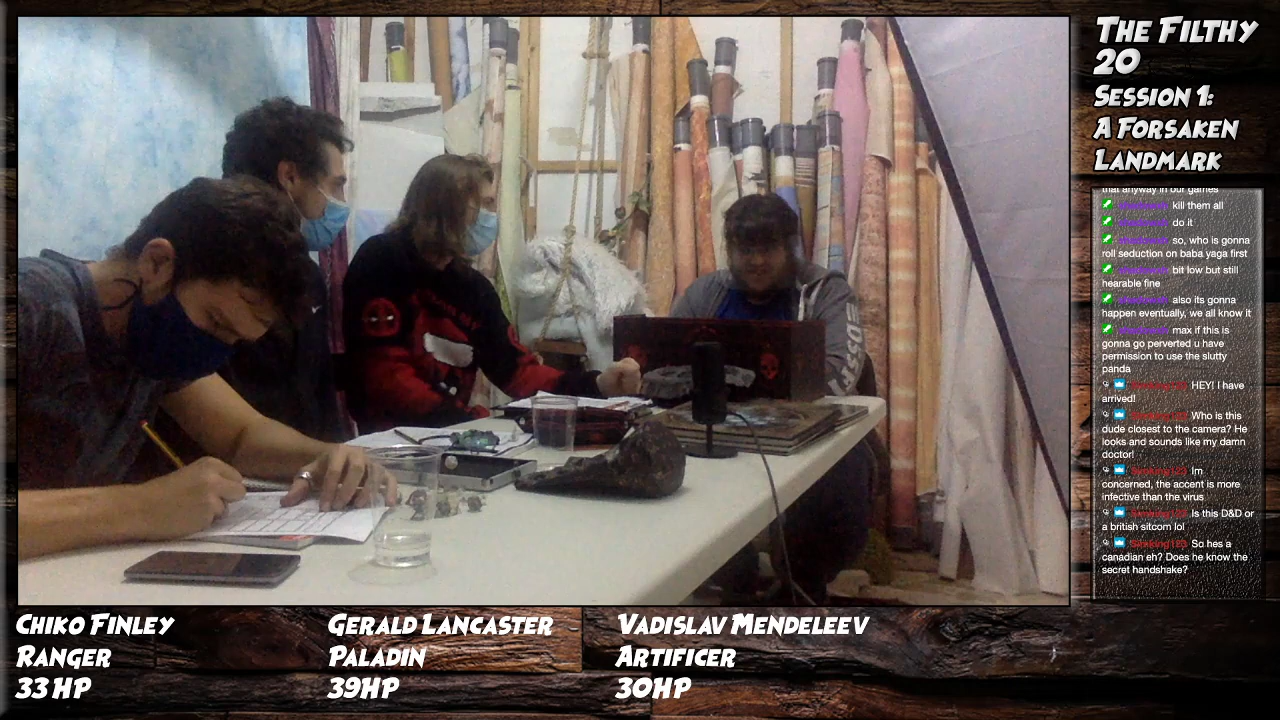 THE FILTHY
20
SESSION 1:
A FORSAKEN
LANDMARK
that anyway in our games
kill them all
do it
so, who is gonna
roll seduction on baba yaga first
bit low but still
hearable fine
also its gonna
happen eventually, we all know it
max if this is
gonna go perverted u have
permission to use the slutty
panda
HEY! I have
arrived!
Who is this
dude closest to the camera? He
looks and sounds like my damn
doctor!
Im
concerned, the accent is more
infective than the virus
Is this D&D or
a british sitcom lol
So hes a
canadian eh? Does he know the
secret handshake?
CHIKO FINLEY
RANGER
33 HP
GERALD LANCASTER
PALADIN
39HP
VADISLAV MENDELEEV
ARTIFICER
30HP